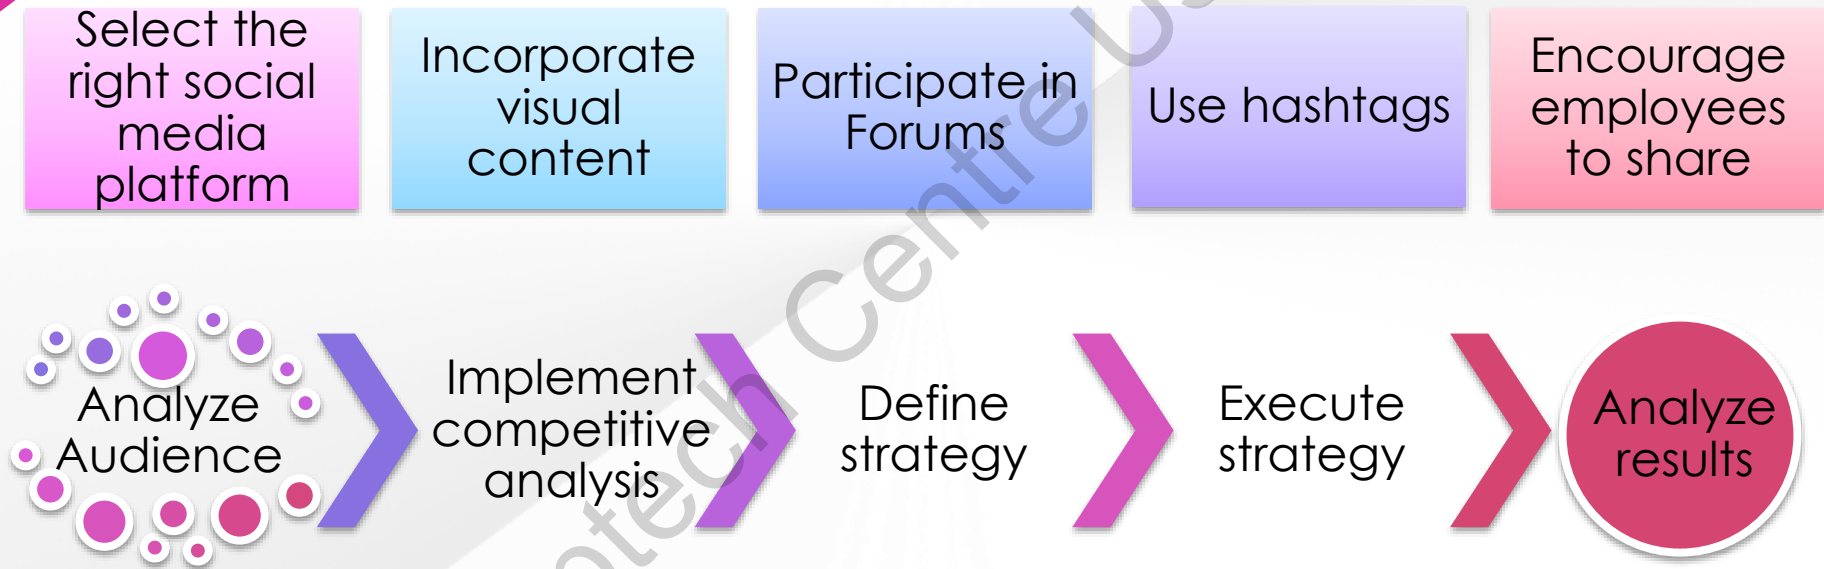 Select the
right social
media
platform
Incorporate
visual
content
Participate in
Forums
Use hashtags
Encourage
employees
to share
Analyze
Audience
Implement
competitive
analysis
Define
strategy
Execute
strategy
Analyze
results
Centre